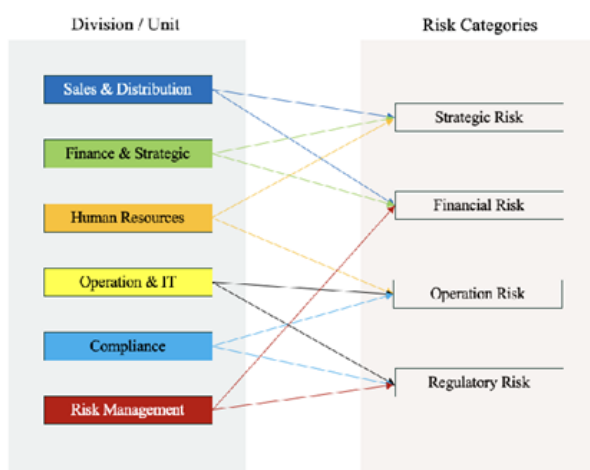 Division / Unit
Risk Categories
Sales & Distribution
Strategic Risk
Finance & Strategic
Financial Risk
Human Resources
Operation & IT
Operation Risk
Compliance
Regulatory Risk
Risk Management